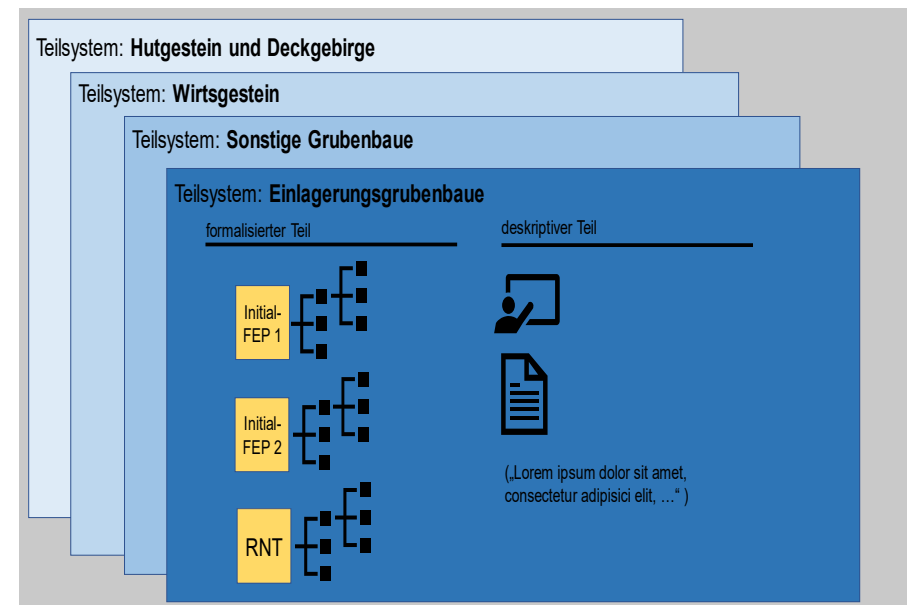 Teilsystem: Hutgestein und Deckgebirge
Teilsystem: Wirtsgestein
Teilsystem: Sonstige Grubenbaue
Teilsystem: Einlagerungsgrubenbaue
formalisierter Teil
Initial-
FEP 1
Initial-
FEP 2
RNT
deskriptiver Teil
(„Lorem ipsum dolor sit amet,
consectetur adipisici elit, …“ )